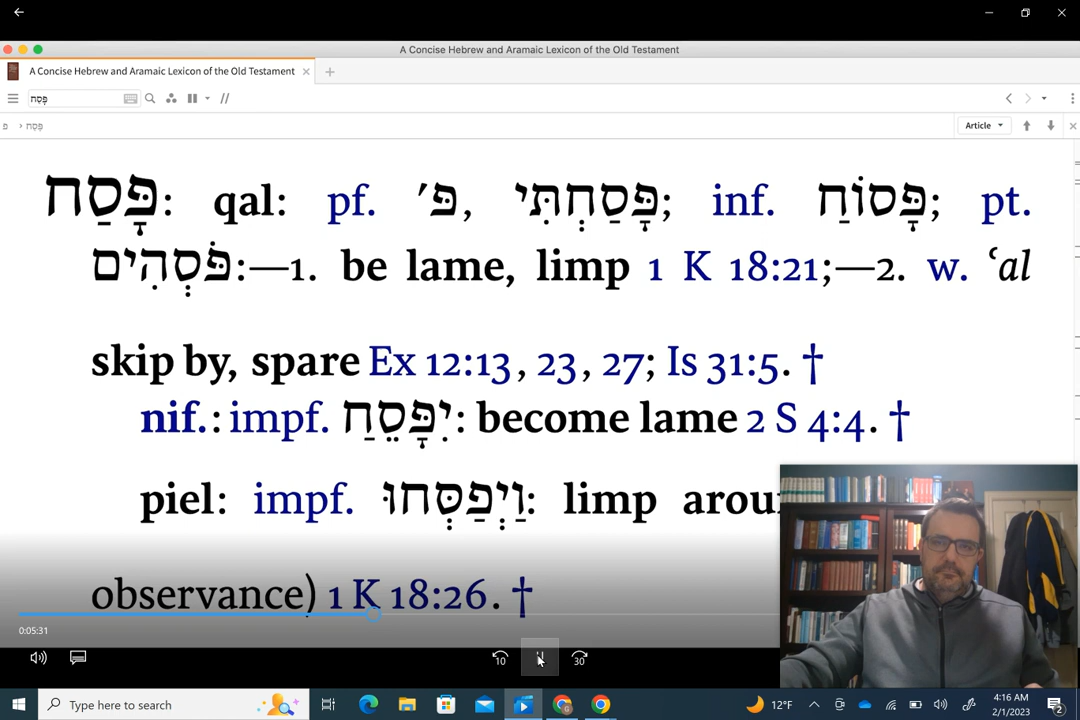 A Concise Hebrew and Aramaic Lexicon of the Old Testament
A Concise Hebrew and Aramaic Lexicon of the Old Testament
פָּסַח
Article
פ > פָּסַח
פָּסַח: qal: pf. פּ׳, פָּסַחְתִּי; inf. פָּסוֹחַ; pt.
פֹּסְהִים:—1. be lame, limp 1 K 18:21;—2. w. ʿal
skip by, spare Ex 12:13, 23, 27; Is 31:5. †
nif.: impf. יִפָּסֵחַ: become lame 2 S 4:4. †
piel: impf. וַיְפַסְּחוּ: limp
observance) 1 K 18:26. †
0:05:31
10
30
Type here to search
12°F
4:16 AM
2/1/2023
2